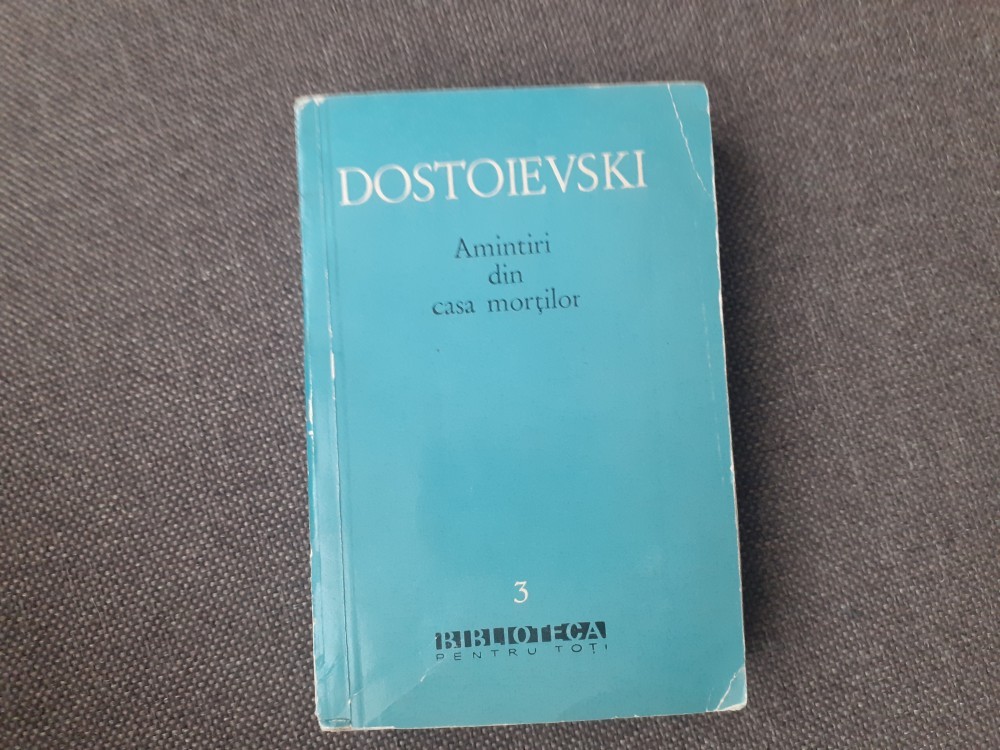 DOSTOIEVSKI
Amintiri
din
casa morţilor
3
BIBLIOTECA
PENTRU TOŢI